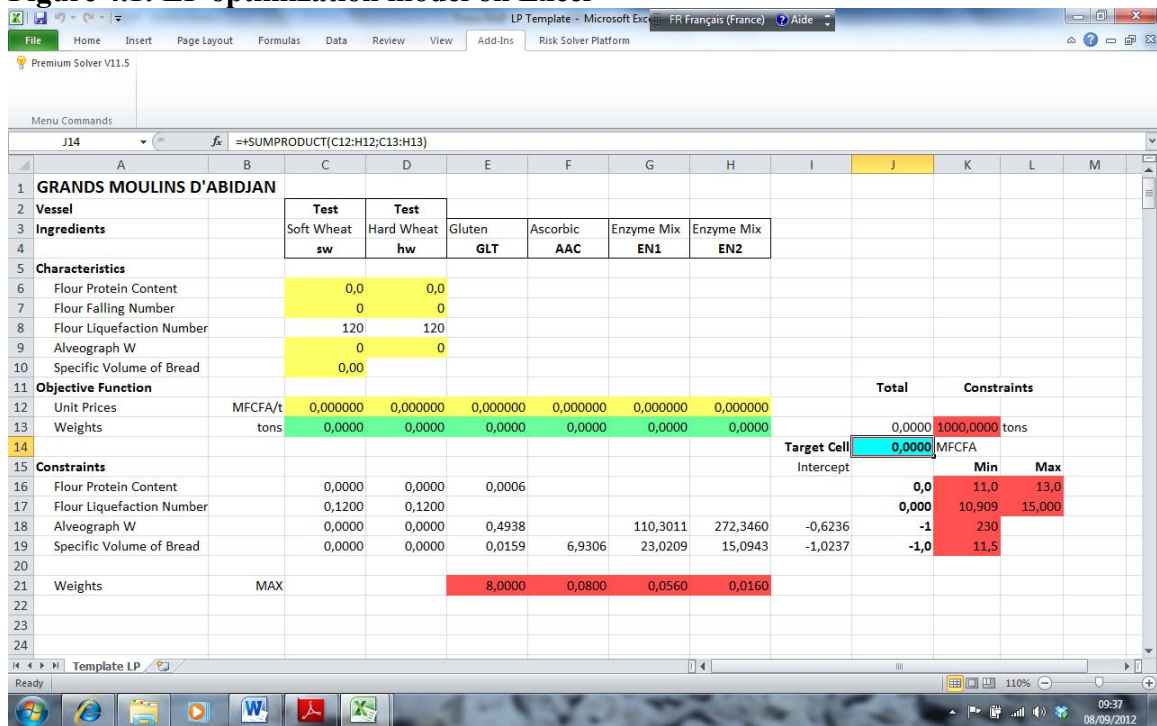 Figure 4.1: LP optimization model on Excel
LP Template - Microsoft Exc
FR Français (France) Aide
File Home Insert Page Layout Formulas Data Review View Add-Ins Risk Solver Platform
Premium Solver V11.5
Menu Commands
J14 fx =+SUMPRODUCT(C12:H12;C13:H13)
A B C D E F G H I J K L M
1 GRANDS MOULINS D'ABIDJAN
2 Vessel Test Test
3 Ingredients Soft Wheat Hard Wheat Gluten Ascorbic Enzyme Mix Enzyme Mix
4 sw hw GLT AAC EN1 EN2
5 Characteristics
6 Flour Protein Content 0,0 0,0
7 Flour Falling Number 0 0
8 Flour Liquefaction Number 120 120
9 Alveograph W 0 0
10 Specific Volume of Bread 0,00
11 Objective Function Total Constraints
12 Unit Prices MFCFA/t 0,000000 0,000000 0,000000 0,000000 0,000000 0,000000
13 Weights tons 0,0000 0,0000 0,0000 0,0000 0,0000 0,0000 0,0000 1000,0000 tons
14 Target Cell 0,0000 MFCFA
15 Constraints Intercept Min Max
16 Flour Protein Content 0,0000 0,0000 0,0006 0,0 11,0 13,0
17 Flour Liquefaction Number 0,1200 0,1200 0,000 10,909 15,000
18 Alveograph W 0,0000 0,0000 0,4938 110,3011 272,3460 -0,6236 -1 230
19 Specific Volume of Bread 0,0000 0,0000 0,0159 6,9306 23,0209 15,0943 -1,0237 -1,0 11,5
20
21 Weights MAX 8,0000 0,0800 0,0560 0,0160
22
23
24
Template LP
Ready 110%
09:37
08/09/2012